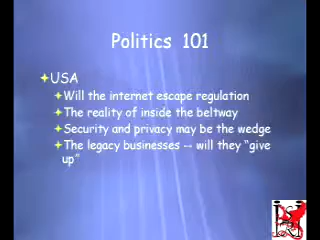 Politics 101
USA
Will the internet escape regulation
The reality of inside the beltway
Security and privacy may be the wedge
The legacy businesses -- will they “give
up”